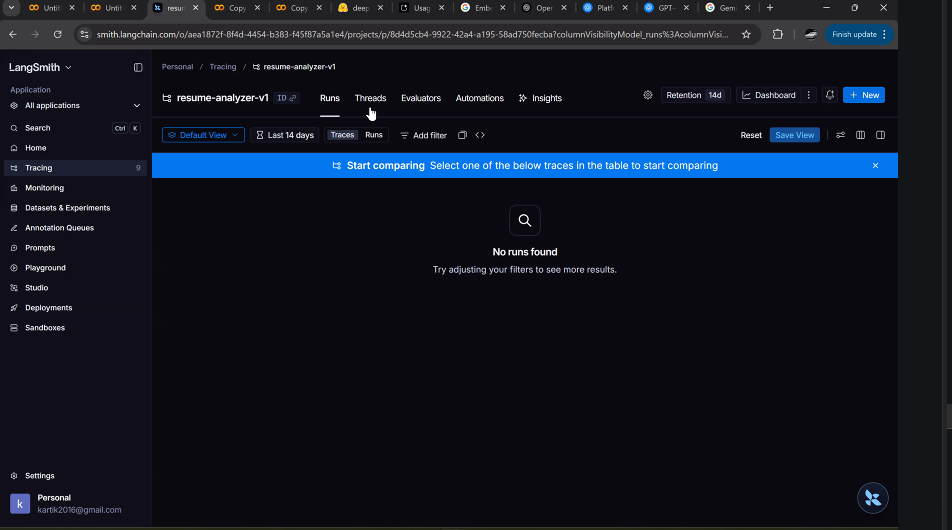 Untit
Untit
resun
Copy
Copy
deep
Usag
Embe
Oper
Platf
GPT-
Gemi
smith.langchain.com/o/aea1872f-8f4d-4454-b383-f45f87a5a1e4/projects/p/8d4d5cb4-9922-42a4-a195-58ad750fecba?columnVisibilityModel_runs%3AcolumnVisi...
Finish update
LangSmith
Personal / Tracing / resume-analyzer-v1
Application
All applications
resume-analyzer-v1 ID
Runs Threads Evaluators Automations Insights
Retention 14d Dashboard + New
Search Ctrl K
Default View Last 14 days Traces Runs Add filter
Reset Save View
Home
Tracing 9
Start comparing Select one of the below traces in the table to start comparing
Monitoring
Datasets & Experiments
Annotation Queues
Prompts
Playground
Studio
Deployments
Sandboxes
No runs found
Try adjusting your filters to see more results.
Settings
k
Personal
kartik2016@gmail.com